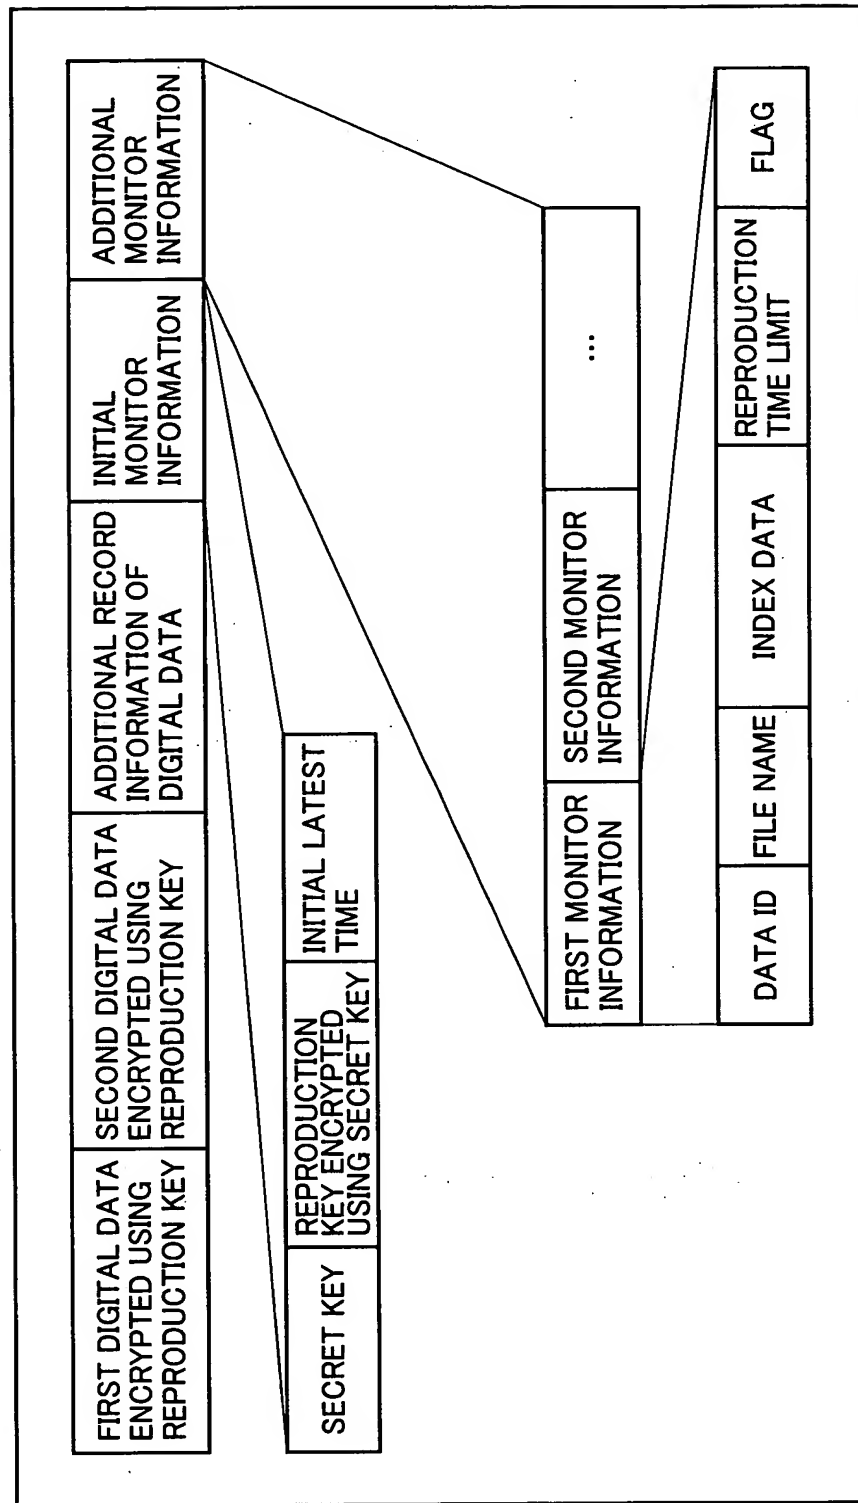 FIRST DIGITAL DATA
ENCRYPTED USING
REPRODUCTION KEY
SECOND DIGITAL DATA
ENCRYPTED USING
REPRODUCTION KEY
ADDITIONAL RECORD
INFORMATION OF
DIGITAL DATA
INITIAL
MONITOR
INFORMATION
ADDITIONAL
MONITOR
INFORMATION
SECRET KEY
REPRODUCTION
KEY ENCRYPTED
USING SECRET KEY
INITIAL LATEST
TIME
FIRST MONITOR
INFORMATION
SECOND MONITOR
INFORMATION
...
DATA ID
FILE NAME
INDEX DATA
REPRODUCTION
TIME LIMIT
FLAG